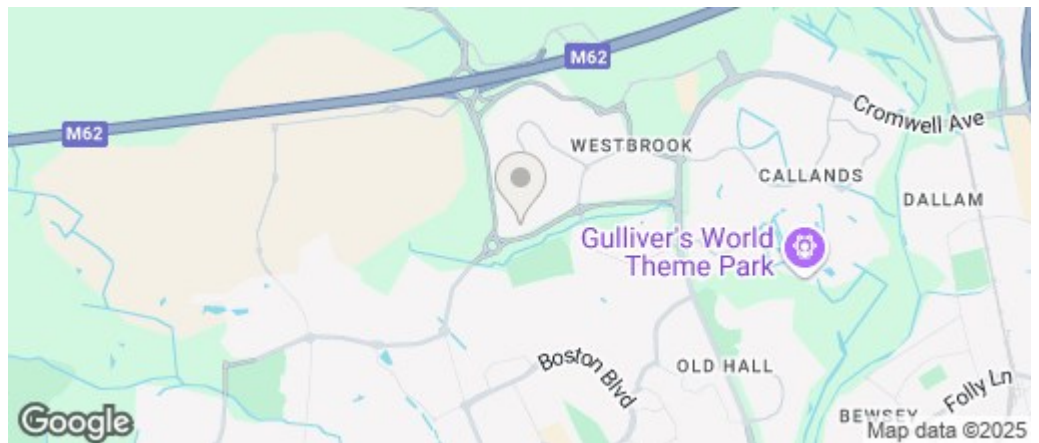 M62
M62
Cromwell Ave
WESTBROOK
CALLANDS
DALLAM
Gulliver's World
Theme Park
Boston Blvd
OLD HALL
Folly Ln
BEWSEY
Google
Map data ©2025